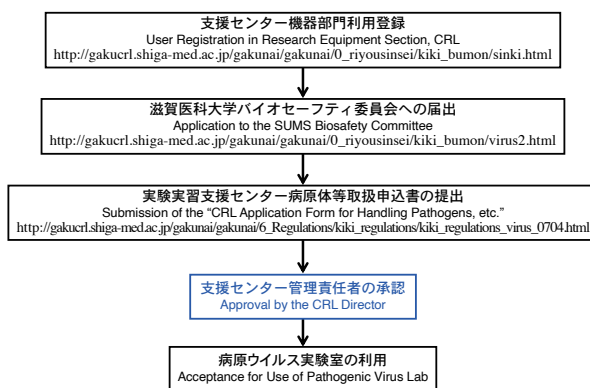 支援センター機器部門利用登録
User Registration in Research Equipment Section, CRL
http://gakucrl.shiga-med.ac.jp/gakunai/gakunai/0_riyousinsei/kiki_bumon/sinki.html
滋賀医科大学バイオセーフティ委員会への届出
Application to the SUMS Biosafety Committee
http://gakucrl.shiga-med.ac.jp/gakunai/gakunai/0_riyousinsei/kiki_bumon/virus2.html
実験実習支援センター病原体等取扱申込書の提出
Submission of the “CRL Application Form for Handling Pathogens, etc.”
http://gakucrl.shiga-med.ac.jp/gakunai/gakunai/6_Regulations/kiki_regulations/kiki_regulations_virus_0704.html
支援センター管理責任者の承認
Approval by the CRL Director
病原ウイルス実験室の利用
Acceptance for Use of Pathogenic Virus Lab